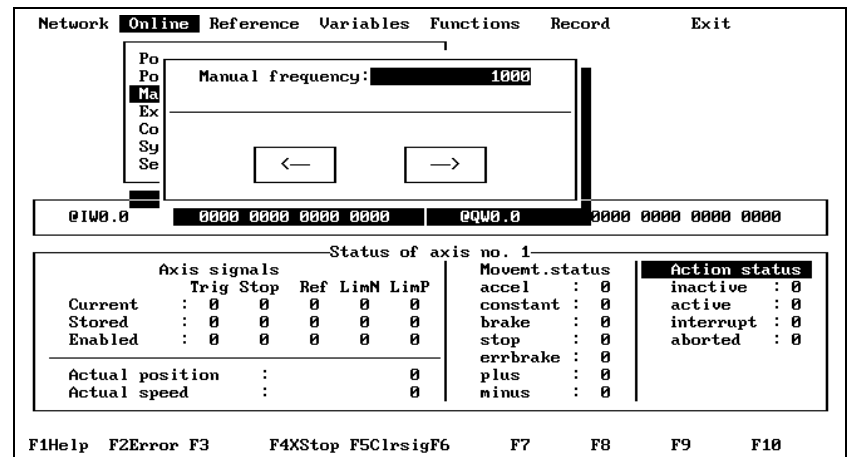 Network Online Reference Variables Functions Record Exit
Po
Po Manual frequency: 1000
Ma
Ex
Co
Sy
Se <— —>
@IW0.0 0000 0000 0000 0000 @QW0.0 0000 0000 0000 0000
Status of axis no. 1
Axis signals Movemt.status Action status
Trig Stop Ref LimN LimP accel : 0 inactive : 0
Current : 0 0 0 0 0 constant : 0 active : 0
Stored : 0 0 0 0 0 brake : 0 interrupt : 0
Enabled : 0 0 0 0 0 stop : 0 aborted : 0
errbrake : 0
Actual position : 0 plus : 0
Actual speed : 0 minus : 0
F1Help F2Error F3 F4XStop F5ClrsigF6 F7 F8 F9 F10